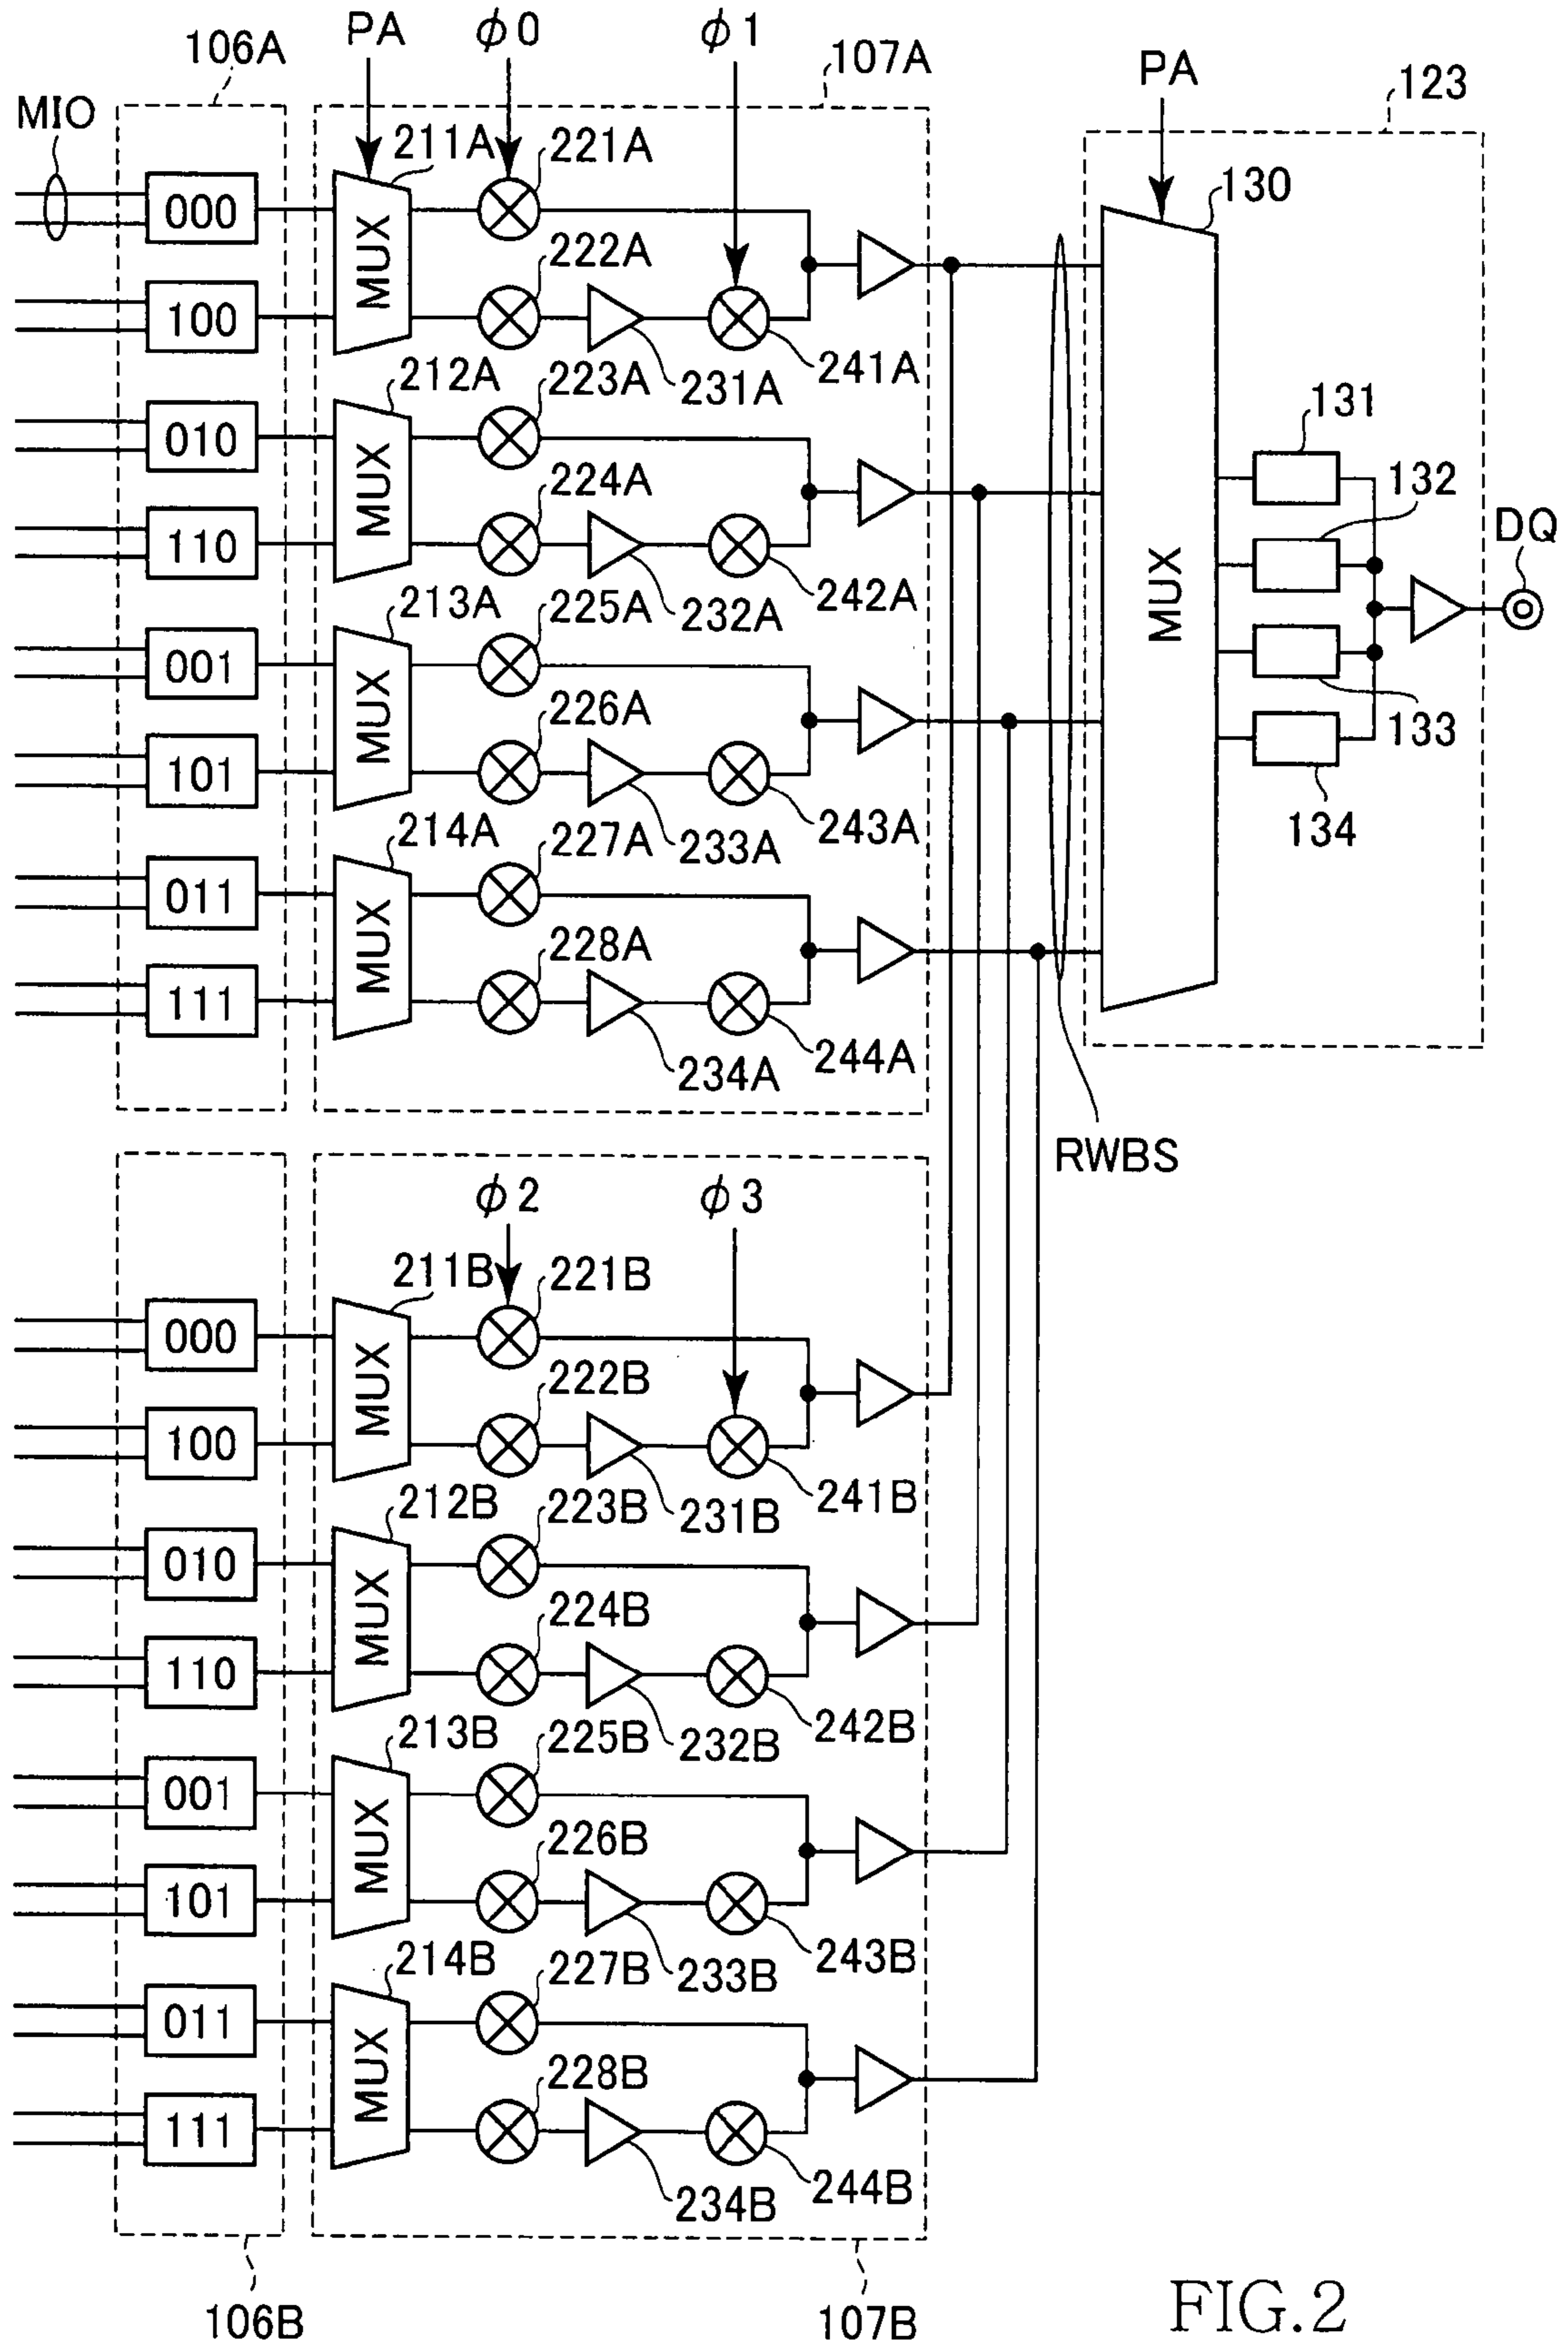 PA
φ0
φ1
106A
107A
PA
123
MIO
211A
221A
130
000
MUX
222A
100
241A
231A
212A
223A
131
010
MUX
224A
132
DQ
110
242A
232A
213A
225A
MUX
001
MUX
226A
133
101
243A
233A
134
214A
227A
011
MUX
228A
111
244A
234A
RWBS
φ2
φ3
211B
221B
000
MUX
222B
100
241B
231B
212B
223B
010
MUX
224B
110
242B
232B
213B
225B
001
MUX
226B
101
243B
233B
214B
227B
011
MUX
228B
111
244B
234B
106B
107B
FIG.2